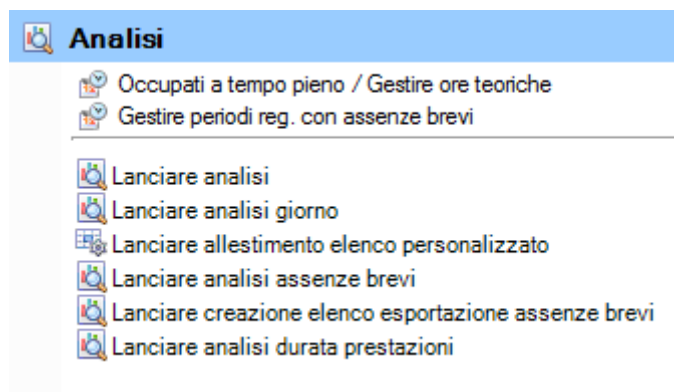 Analisi
Occupati a tempo pieno / Gestire ore teoriche
Gestire periodi reg. con assenze brevi
Lanciare analisi
Lanciare analisi giorno
Lanciare allestimento elenco personalizzato
Lanciare analisi assenze brevi
Lanciare creazione elenco esportazione assenze brevi
Lanciare analisi durata prestazioni